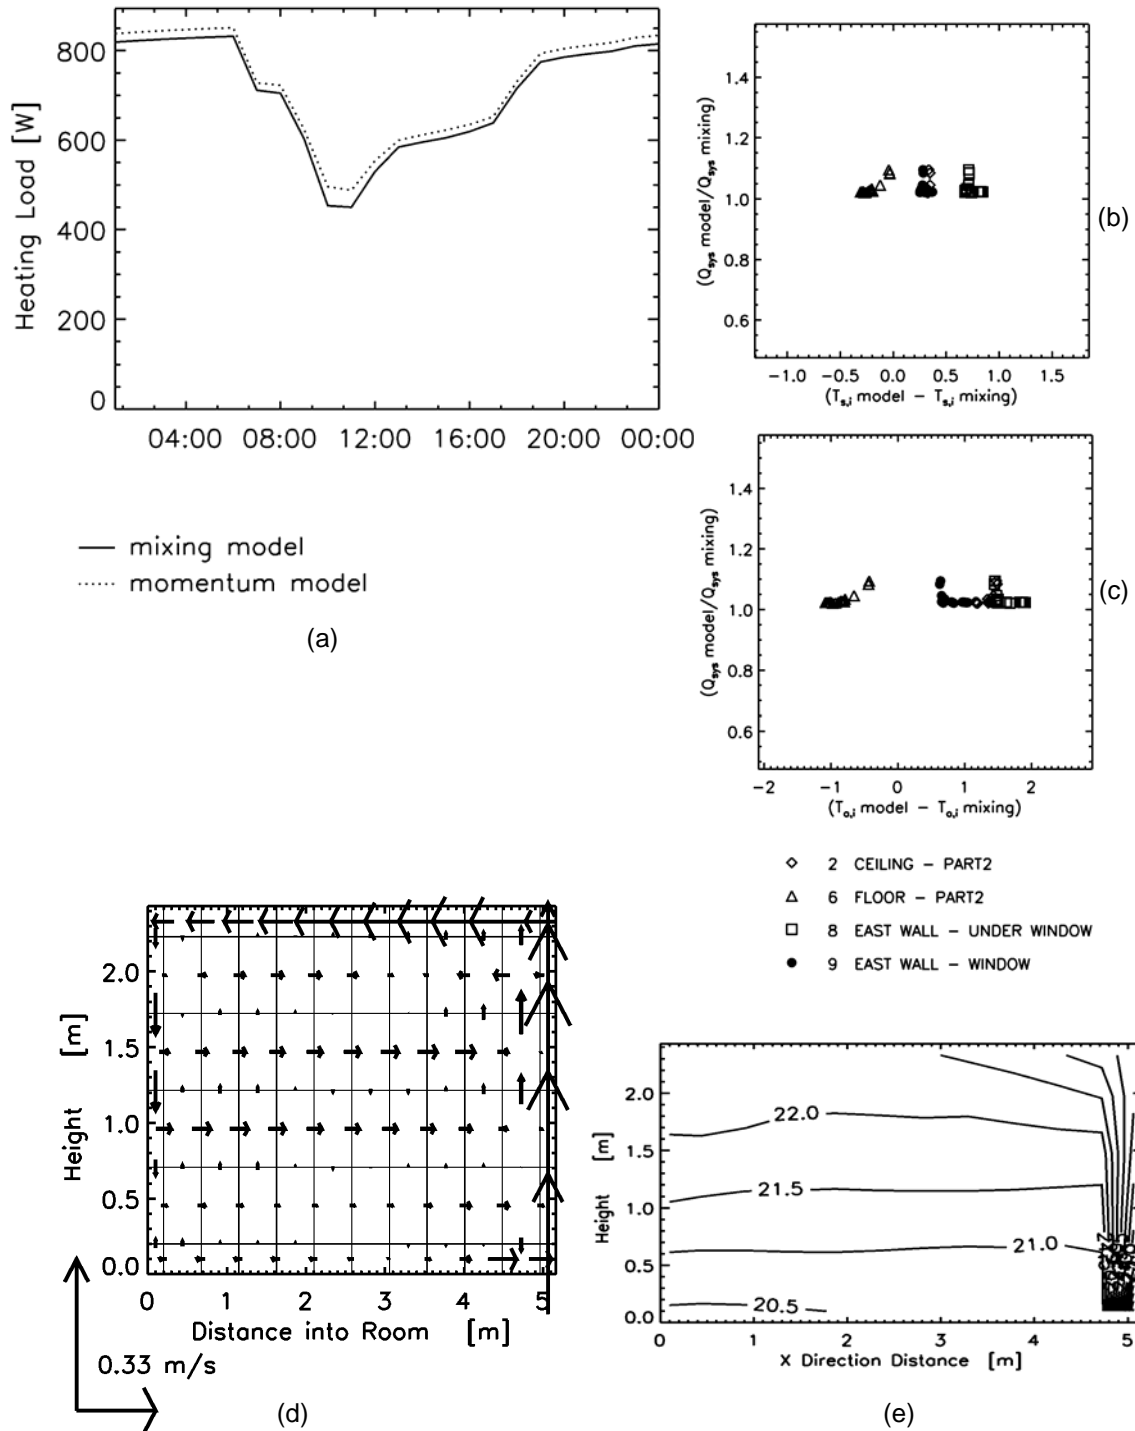 Heating Load [W]
800
600
400
200
0
04:00 08:00 12:00 16:00 20:00 00:00
mixing model
momentum model
(a)
(Qsys model/Qsys mixing)
1.4
1.2
1.0
0.8
0.6
-1.0 -0.5 0.0 0.5 1.0 1.5
(Ts,i model - Ts,i mixing)
(b)
(Qsys model/Qsys mixing)
1.4
1.2
1.0
0.8
0.6
-2 -1 0 1 2
(To,i model - To,i mixing)
(c)
2 CEILING - PART2
6 FLOOR - PART2
8 EAST WALL - UNDER WINDOW
9 EAST WALL - WINDOW
Height [m]
2.0
1.5
1.0
0.5
0.0
0 1 2 3 4 5
Distance into Room [m]
0.33 m/s
(d)
Height [m]
2.0
1.5
1.0
0.5
0.0
22.0
21.5
21.0
20.5
0 1 2 3 4 5
X Direction Distance [m]
(e)